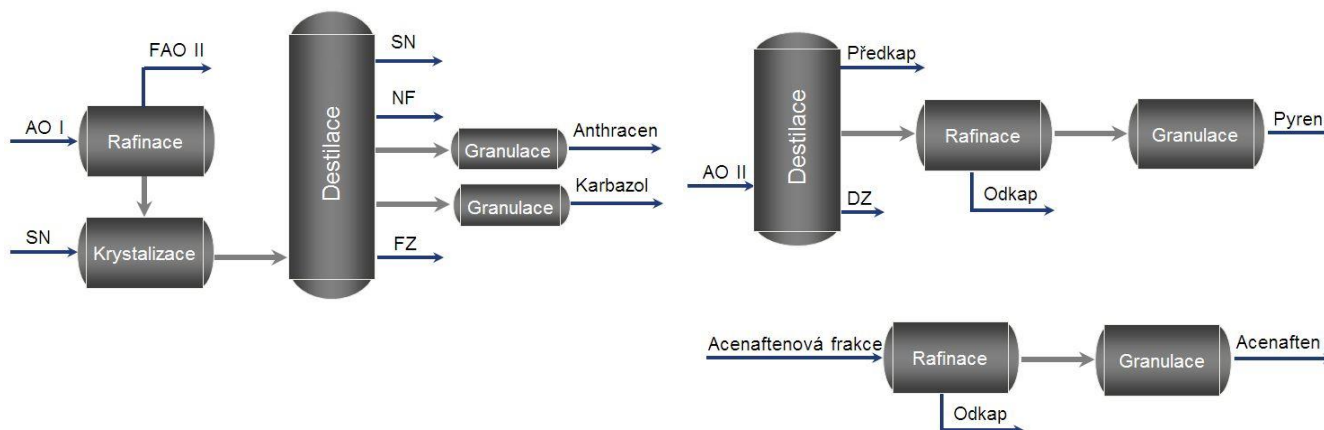 FAO II
AO I
Rafinace
SN
Krystalizace
Destilace
SN
NF
Anthracen
Granulace
Karbazol
Granulace
FZ
AO II
Destilace
Předkap
DZ
Rafinace
Odkap
Granulace
Pyren
Acenaftenová frakce
Rafinace
Odkap
Granulace
Acenaften